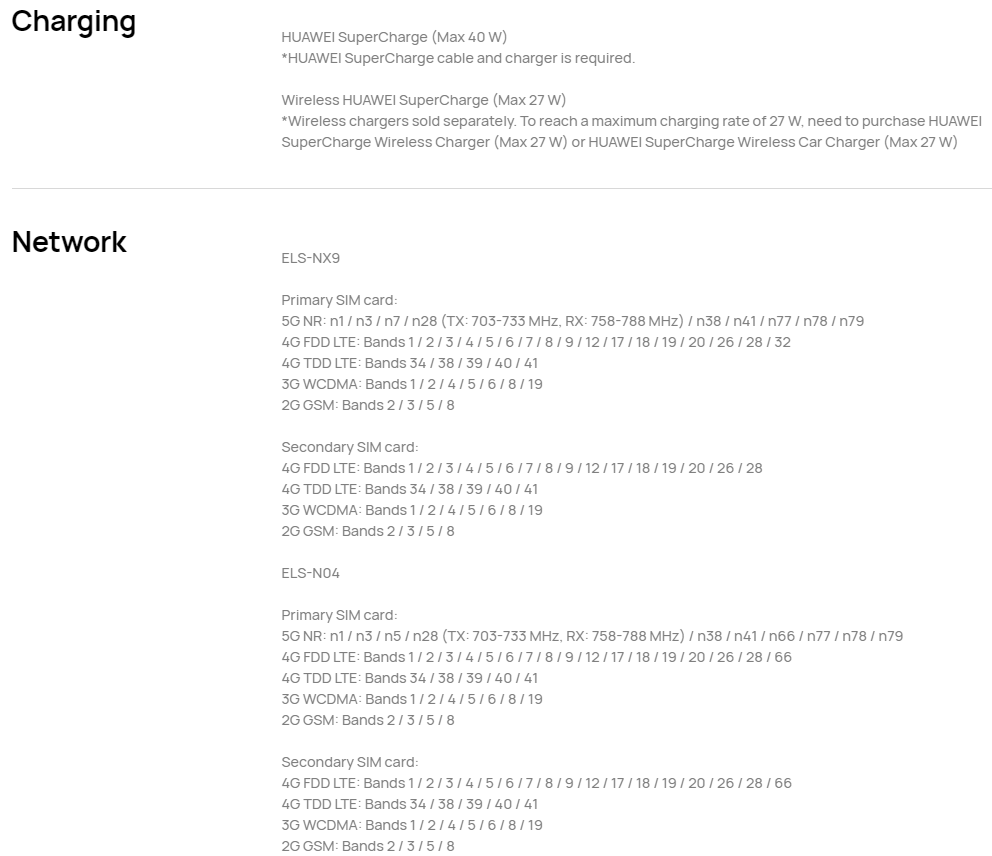 Charging
HUAWEI SuperCharge (Max 40 W)
*HUAWEI SuperCharge cable and charger is required.
Wireless HUAWEI SuperCharge (Max 27 W)
*Wireless chargers sold separately. To reach a maximum charging rate of 27 W, need to purchase HUAWEI
SuperCharge Wireless Charger (Max 27 W) or HUAWEI SuperCharge Wireless Car Charger (Max 27 W)
Network
ELS-NX9
Primary SIM card:
5G NR: n1 / n3 / n7 / n28 (TX: 703-733 MHz, RX: 758-788 MHz) / n38 / n41 / n77 / n78 / n79
4G FDD LTE: Bands 1 / 2 / 3 / 4 / 5 / 6 / 7 / 8 / 9 / 12 / 17 / 18 / 19 / 20 / 26 / 28 / 32
4G TDD LTE: Bands 34 / 38 / 39 / 40 / 41
3G WCDMA: Bands 1 / 2 / 4 / 5 / 6 / 8 / 19
2G GSM: Bands 2 / 3 / 5 / 8
Secondary SIM card:
4G FDD LTE: Bands 1 / 2 / 3 / 4 / 5 / 6 / 7 / 8 / 9 / 12 / 17 / 18 / 19 / 20 / 26 / 28
4G TDD LTE: Bands 34 / 38 / 39 / 40 / 41
3G WCDMA: Bands 1 / 2 / 4 / 5 / 6 / 8 / 19
2G GSM: Bands 2 / 3 / 5 / 8
ELS-N04
Primary SIM card:
5G NR: n1 / n3 / n5 / n28 (TX: 703-733 MHz, RX: 758-788 MHz) / n38 / n41 / n66 / n77 / n78 / n79
4G FDD LTE: Bands 1 / 2 / 3 / 4 / 5 / 6 / 7 / 8 / 9 / 12 / 17 / 18 / 19 / 20 / 26 / 28 / 66
4G TDD LTE: Bands 34 / 38 / 39 / 40 / 41
3G WCDMA: Bands 1 / 2 / 4 / 5 / 6 / 8 / 19
2G GSM: Bands 2 / 3 / 5 / 8
Secondary SIM card:
4G FDD LTE: Bands 1 / 2 / 3 / 4 / 5 / 6 / 7 / 8 / 9 / 12 / 17 / 18 / 19 / 20 / 26 / 28 / 66
4G TDD LTE: Bands 34 / 38 / 39 / 40 / 41
3G WCDMA: Bands 1 / 2 / 4 / 5 / 6 / 8 / 19
2G GSM: Bands 2 / 3 / 5 / 8